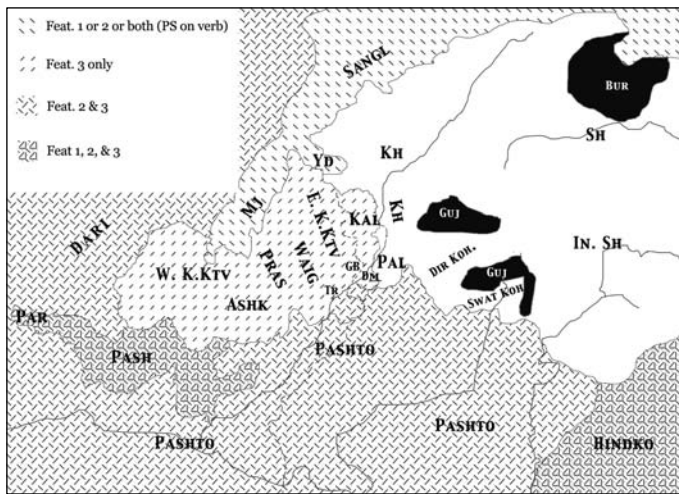 Feat. 1 or 2 or both (PS on verb)
Feat. 3 only
Feat. 2 & 3
Feat 1, 2, & 3
SANGL
BUR
SH
YD
KH
MJ
E. K.KTV
KAL
KH
GUJ
DARI
W. K.KTV
PRAS
WAIG
GB
DM
PAL
DIR KOH.
GUJ
IN. SH
SWAT KOH
TR
ASHK
PAR
PASH
PASHTO
PASHTO
PASHTO
HINDKO